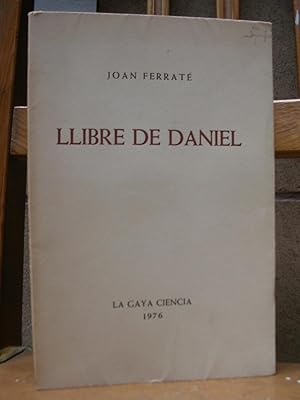 JOAN FERRATÉ
LLIBRE DE DANIEL
LA GAYA CIENCIA
1976